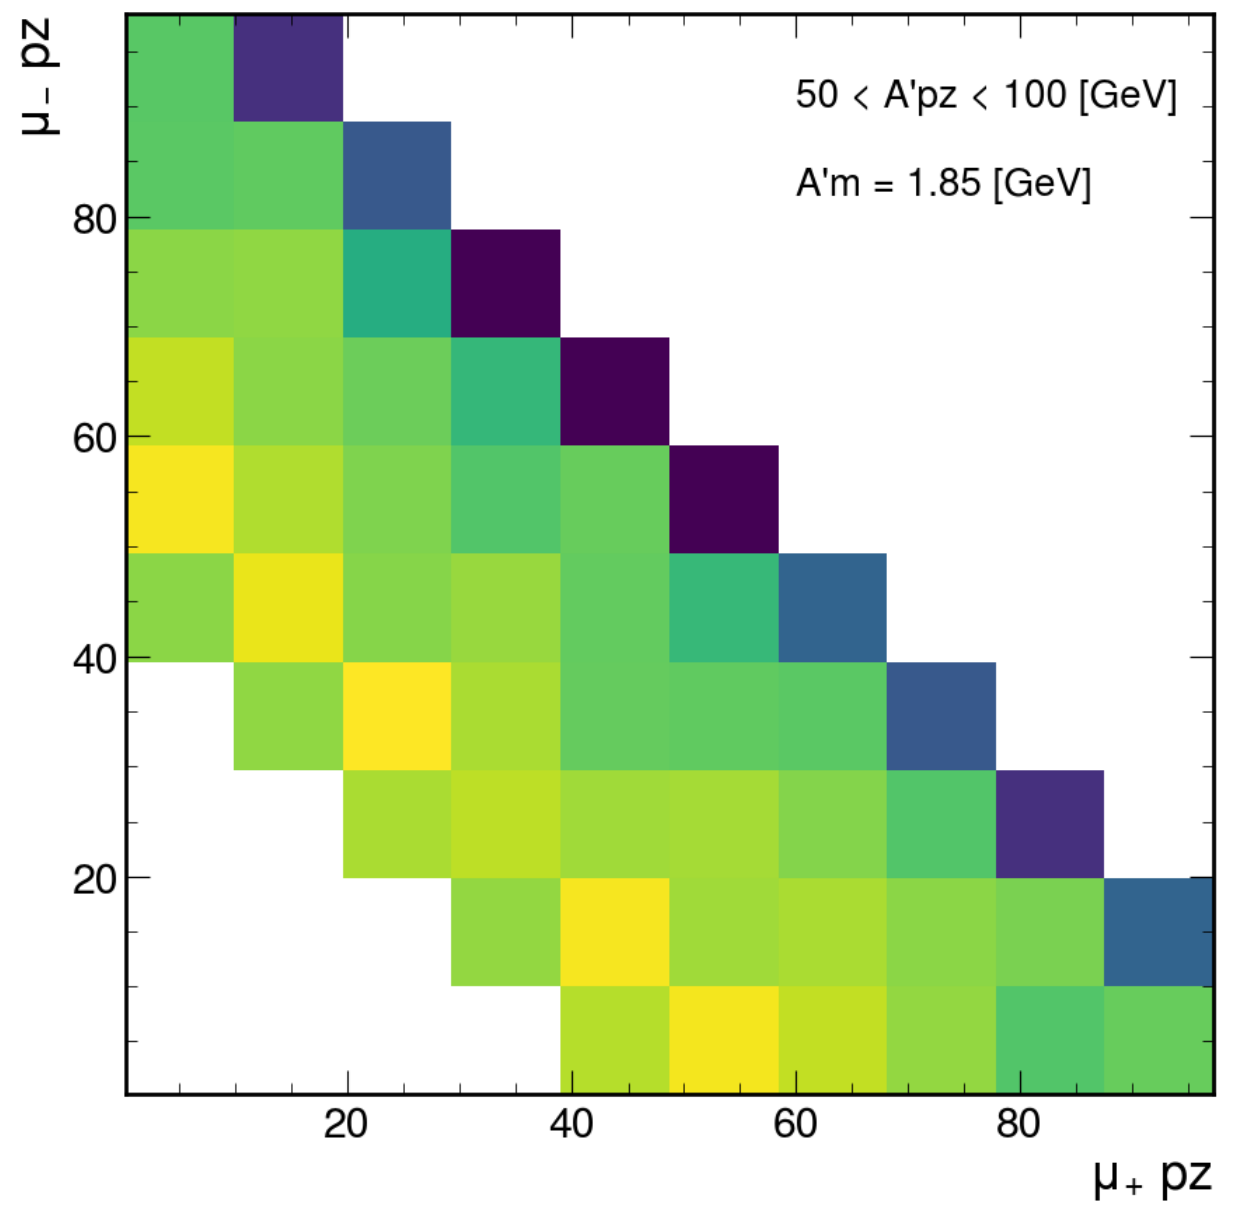 μ₋ pz
50 < A'pz < 100 [GeV]
A'm = 1.85 [GeV]
80
60
40
20
20 40 60 80
μ₊ pz